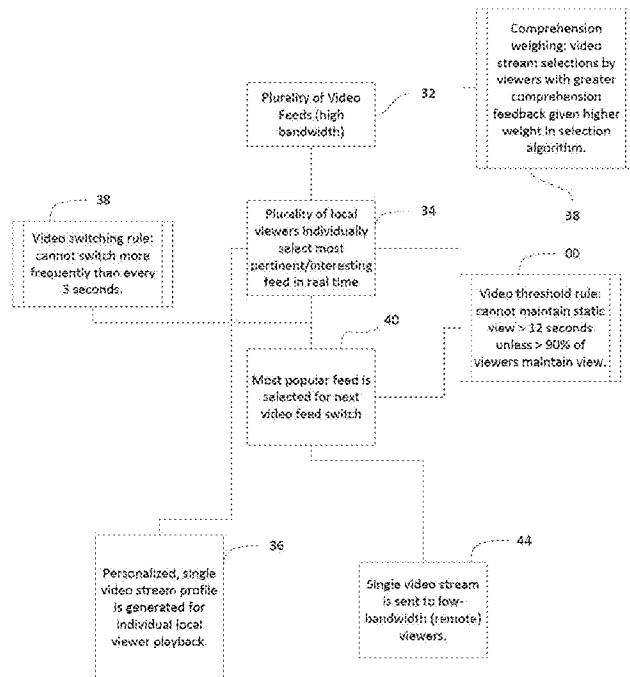 Comprehension
weighing: video
stream selections by
viewers with greater
comprehension
feedback given higher
weight in selection
algorithm.
Plurality of Video
Feeds (high
bandwidth)
32
38
38
Plurality of local
viewers individually
select most
pertinent/interesting
feed in real time
34
Video switching rule:
cannot switch more
frequently than every
3 seconds.
00
Video threshold rule:
cannot maintain static
view > 12 seconds
unless > 90% of
viewers maintain view.
40
Most popular feed is
selected for next
video feed switch
36
Personalized, single
video stream profile
is generated for
individual local
viewer playback.
44
Single video stream
is sent to low-
bandwidth (remote)
viewers.